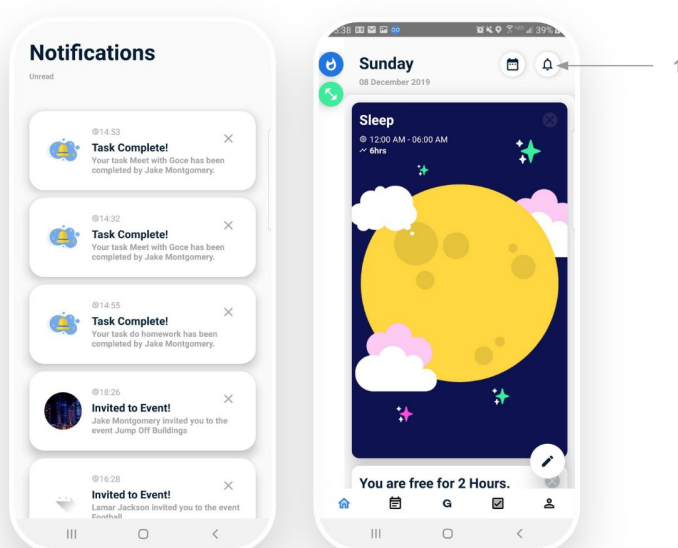 Notifications
Unread
14:53
Task Complete!
Your task Meet with Goce has been
completed by Jake Montgomery.
14:32
Task Complete!
Your task Meet with Goce has been
completed by Jake Montgomery.
14:55
Task Complete!
Your task do homework has been
completed by Jake Montgomery.
18:26
Invited to Event!
Jake Montgomery invited you to the
event Jump Off Buildings
16:28
Invited to Event!
Lamar Jackson invited you to the event
Football
:38 39%
Sunday
08 December 2019
1
Sleep
12:00 AM - 06:00 AM
6hrs
You are free for 2 Hours.
G